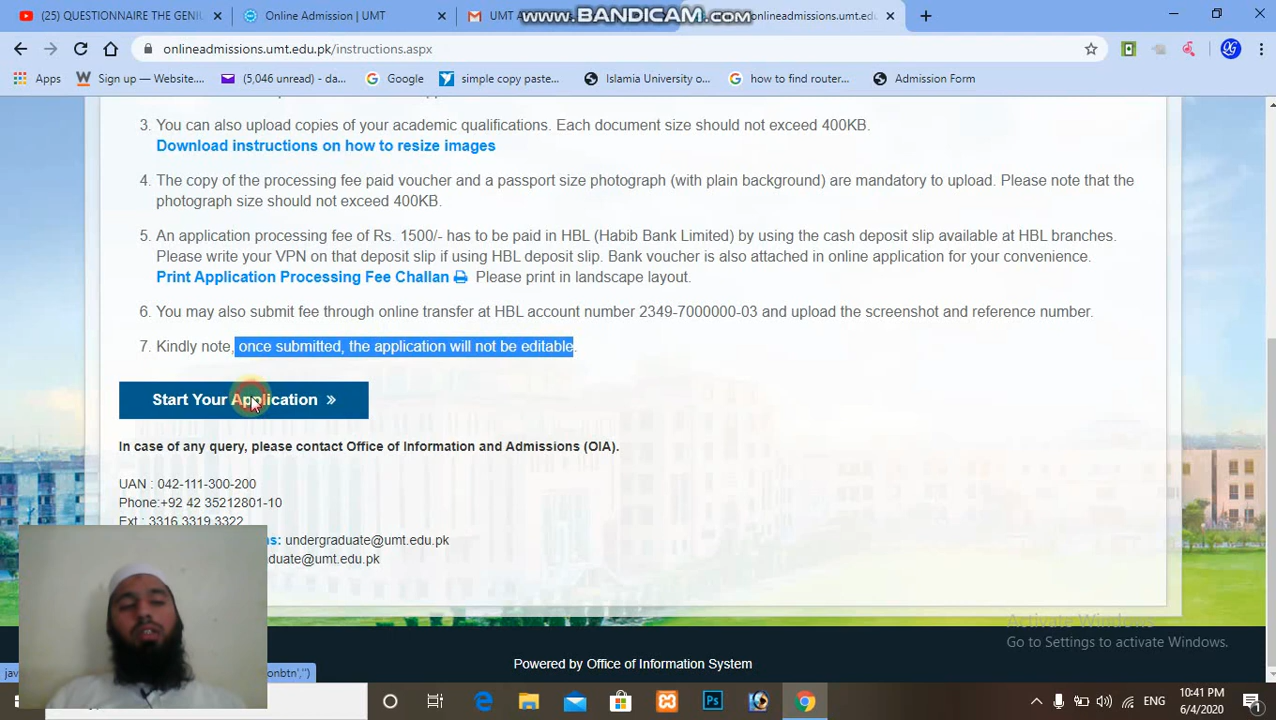 (25) QUESTIONNAIRE THE GENI
Online Admission | UMT
UMT A
www.BANDICAM.com
onlineadmissions.umt.edu.
onlineadmissions.umt.edu.pk/instructions.aspx
Apps
Sign up — Website....
(5,046 unread) - da...
Google
simple copy paste...
Islamia University o...
how to find router...
Admission Form
3. You can also upload copies of your academic qualifications. Each document size should not exceed 400KB.
Download instructions on how to resize images
4. The copy of the processing fee paid voucher and a passport size photograph (with plain background) are mandatory to upload. Please note that the
photograph size should not exceed 400KB.
5. An application processing fee of Rs. 1500/- has to be paid in HBL (Habib Bank Limited) by using the cash deposit slip available at HBL branches.
Please write your VPN on that deposit slip if using HBL deposit slip. Bank voucher is also attached in online application for your convenience.
Print Application Processing Fee Challan Please print in landscape layout.
6. You may also submit fee through online transfer at HBL account number 2349-7000000-03 and upload the screenshot and reference number.
7. Kindly note, once submitted, the application will not be editable.
Start Your Application »
In case of any query, please contact Office of Information and Admissions (OIA).
UAN : 042-111-300-200
Phone:+92 42 35212801-10
Ext : 3316,3319,3322
ns: undergraduate@umt.edu.pk
duate@umt.edu.pk
Activate Windows
Go to Settings to activate Windows.
Powered by Office of Information System
jav
nbtn','')
Ps
ENG
10:41 PM
6/4/2020
1